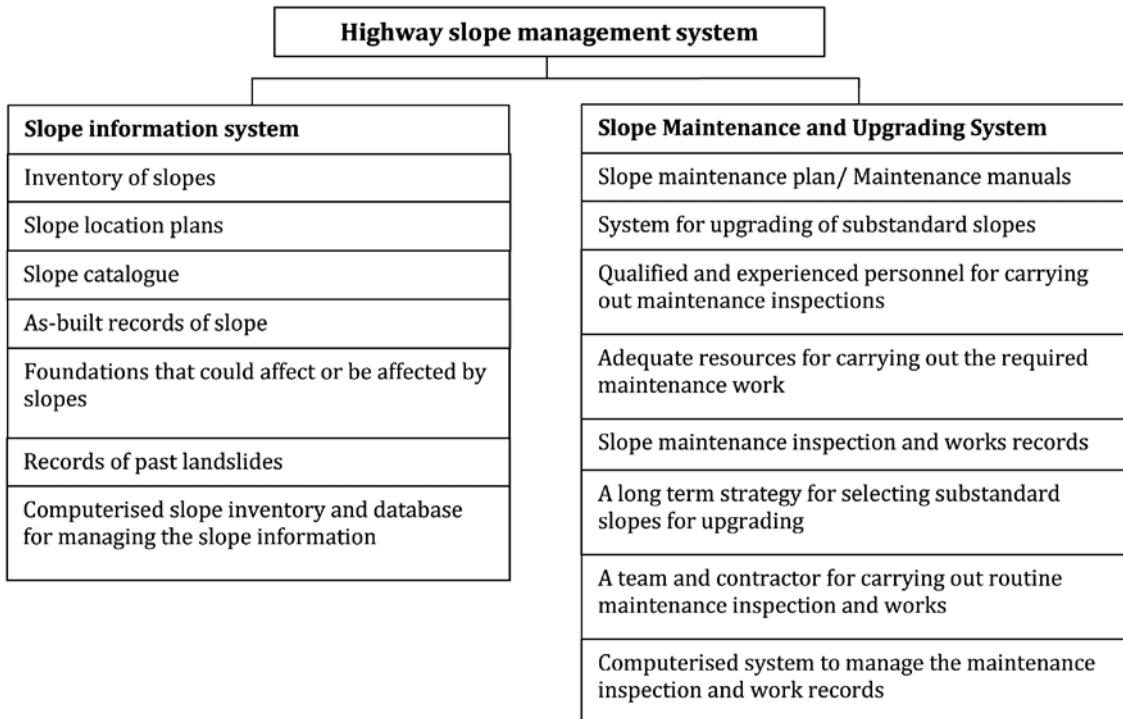 Highway slope management system
Slope information system
Inventory of slopes
Slope location plans
Slope catalogue
As-built records of slope
Foundations that could affect or be affected by
slopes
Records of past landslides
Computerised slope inventory and database
for managing the slope information
Slope Maintenance and Upgrading System
Slope maintenance plan/ Maintenance manuals
System for upgrading of substandard slopes
Qualified and experienced personnel for carrying
out maintenance inspections
Adequate resources for carrying out the required
maintenance work
Slope maintenance inspection and works records
A long term strategy for selecting substandard
slopes for upgrading
A team and contractor for carrying out routine
maintenance inspection and works
Computerised system to manage the maintenance
inspection and work records